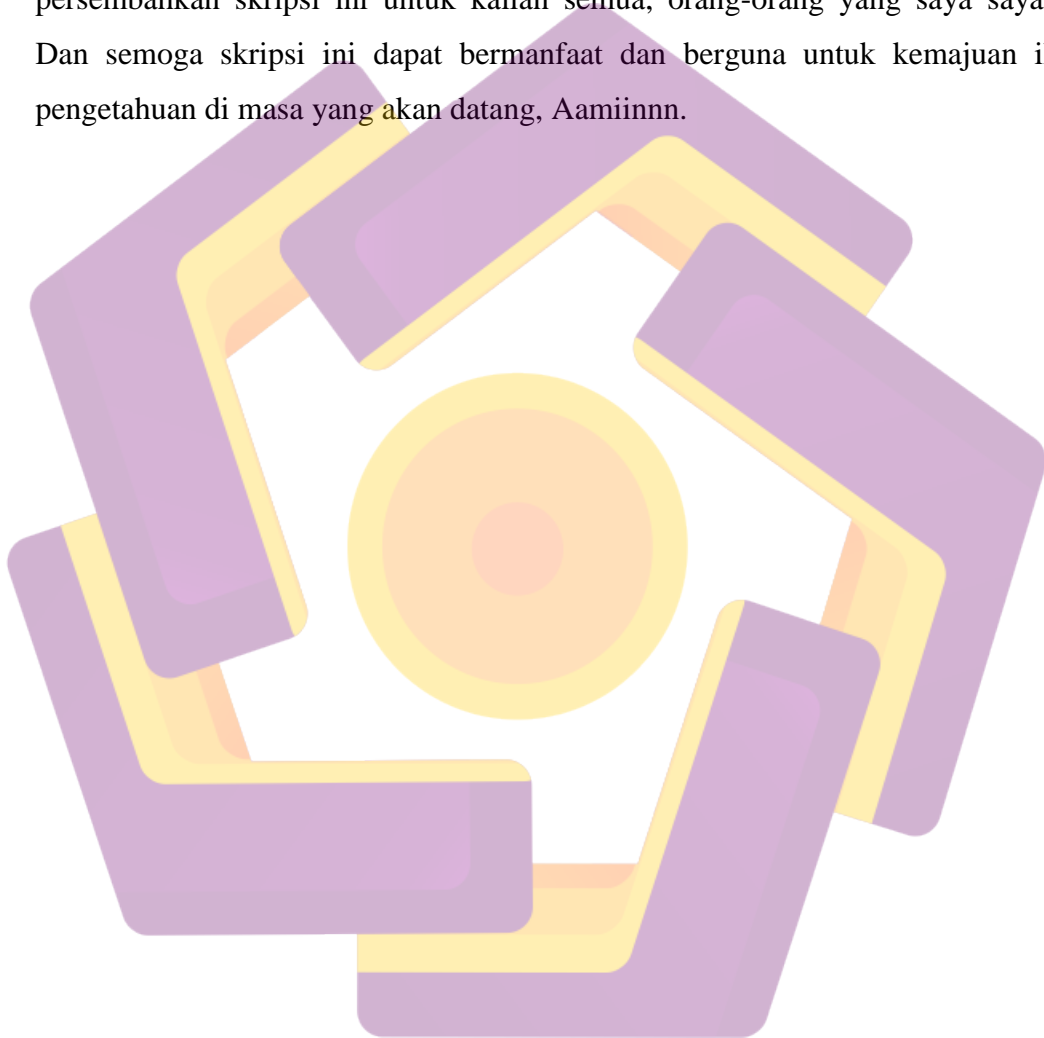 persembahkan skripsi ini untuk kalian semua, orang-orang yang saya saya
Dan semoga skripsi ini dapat bermanfaat dan berguna untuk kemajuan i
pengetahuan di masa yang akan datang, Aamiinnn.